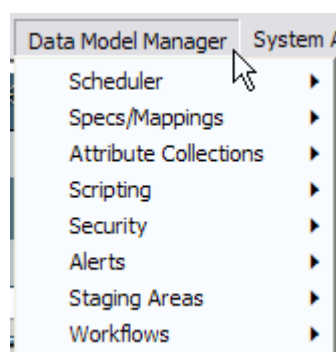 Data Model Manager System A
Scheduler
Specs/Mappings
Attribute Collections
Scripting
Security
Alerts
Staging Areas
Workflows